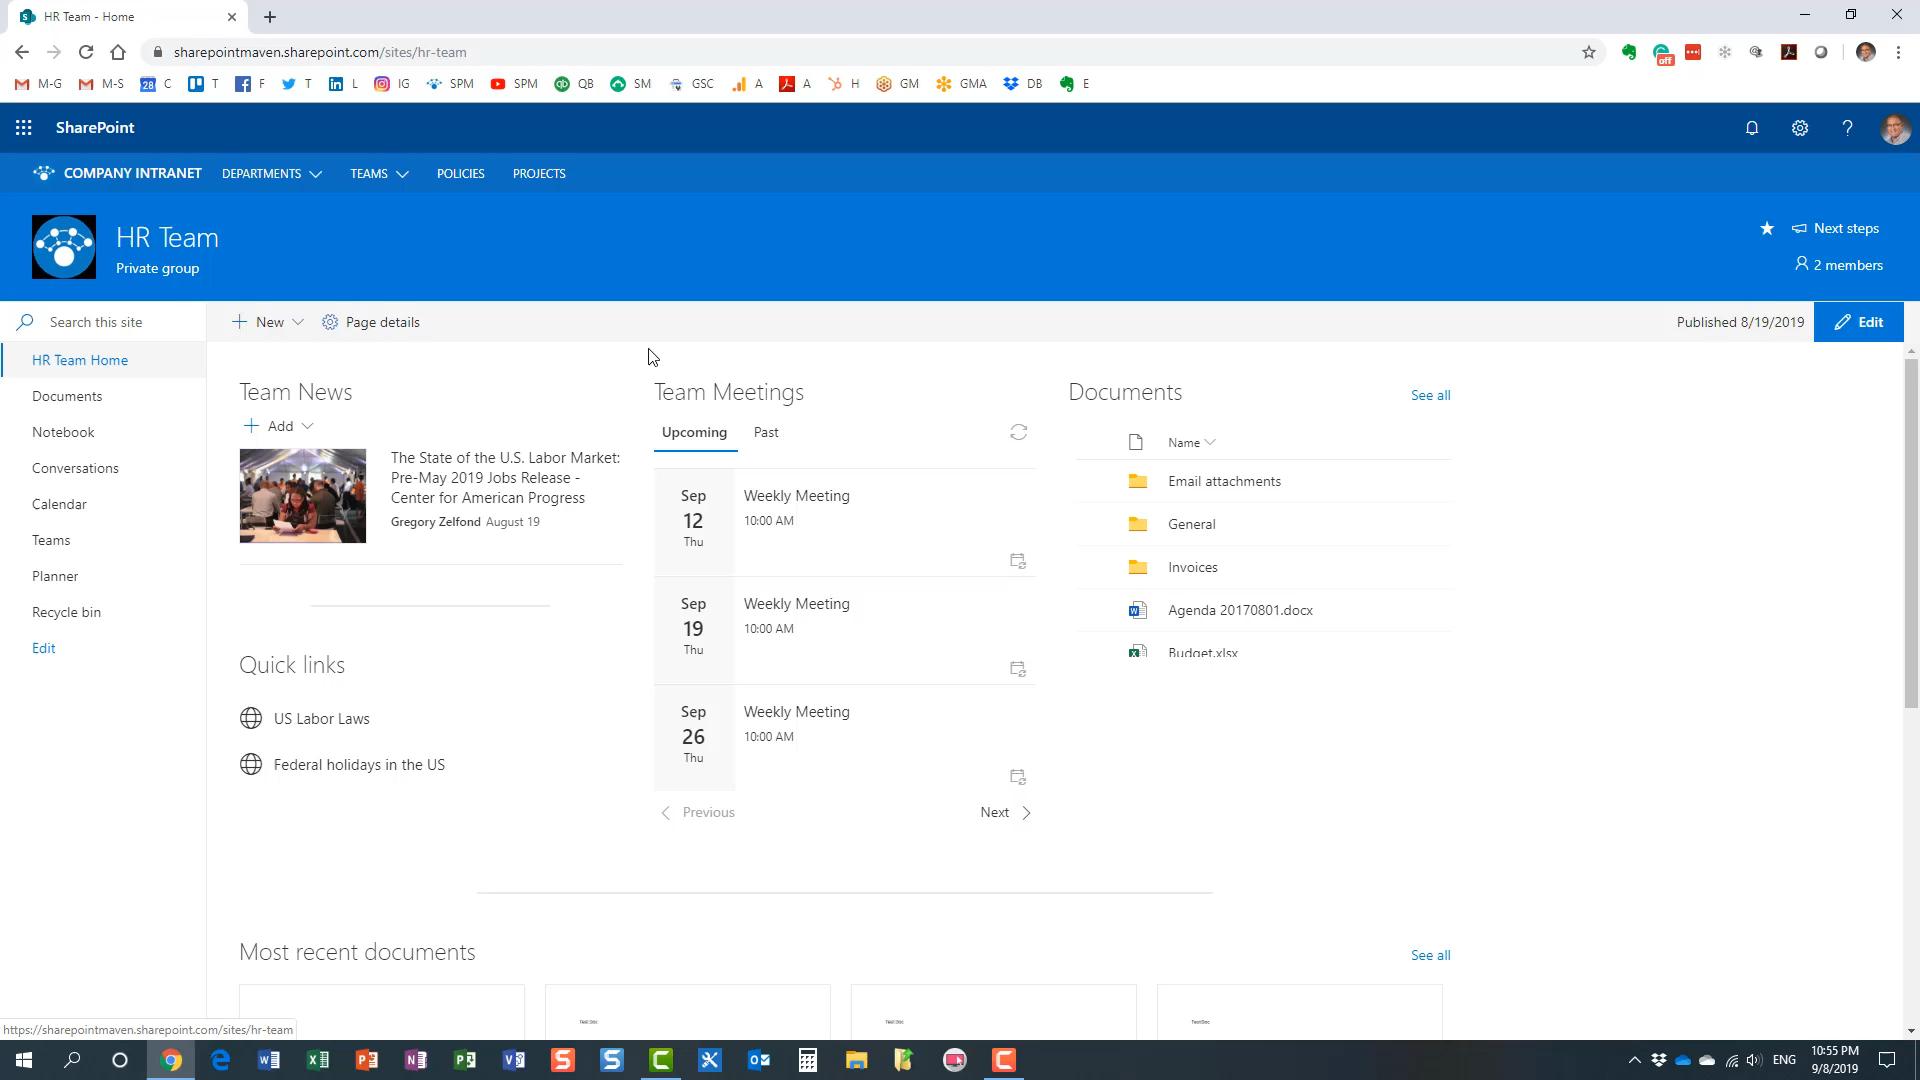 HR Team - Home
sharepointmaven.sharepoint.com/sites/hr-team
off
M-G M-S 28 C T F T L IG SPM SPM QB SM GSC A A H GM GMA DB E
SharePoint
COMPANY INTRANET DEPARTMENTS TEAMS POLICIES PROJECTS
HR Team
Private group
Next steps
2 members
Search this site
New Page details
Published 8/19/2019 Edit
HR Team Home
Documents
Notebook
Conversations
Calendar
Teams
Planner
Recycle bin
Edit
Team News
Add
The State of the U.S. Labor Market:
Pre-May 2019 Jobs Release -
Center for American Progress
Gregory Zelfond August 19
Quick links
US Labor Laws
Federal holidays in the US
Team Meetings
Upcoming Past
Sep
12
Thu
Weekly Meeting
10:00 AM
Sep
19
Thu
Weekly Meeting
10:00 AM
Sep
26
Thu
Weekly Meeting
10:00 AM
Previous Next
Documents See all
Name
Email attachments
General
Invoices
Agenda 20170801.docx
Budget.xlsx
Most recent documents See all
https://sharepointmaven.sharepoint.com/sites/hr-team
ENG
10:55 PM
9/8/2019